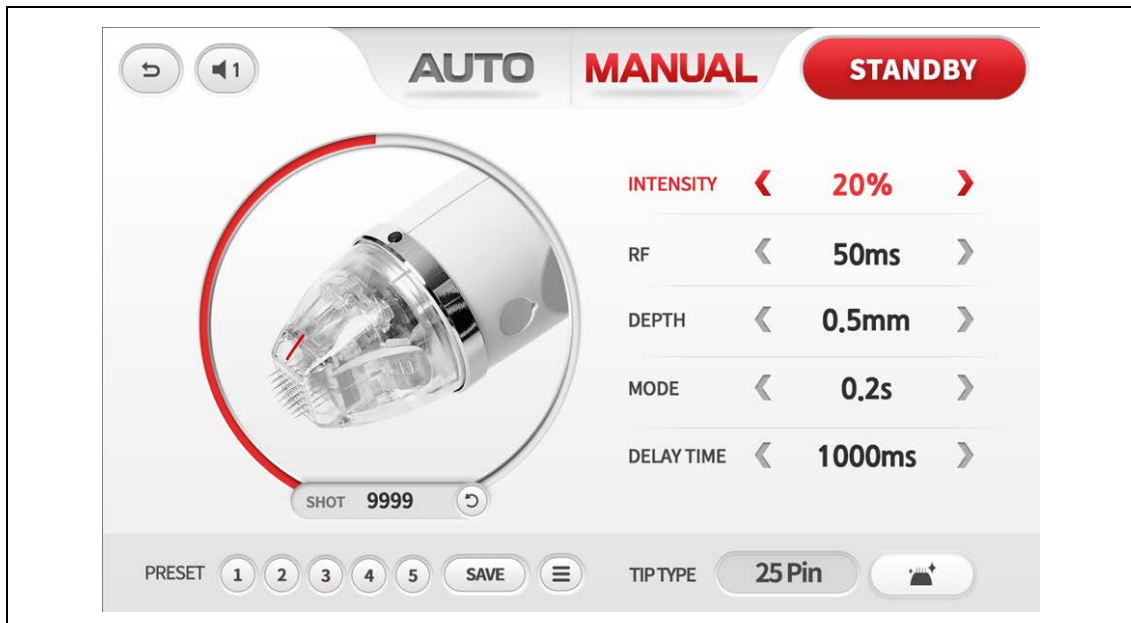 1
AUTO
MANUAL
STANDBY
INTENSITY 20%
RF 50ms
DEPTH 0.5mm
MODE 0.2s
DELAY TIME 1000ms
SHOT 9999
PRESET 1 2 3 4 5 SAVE
TIP TYPE 25 Pin